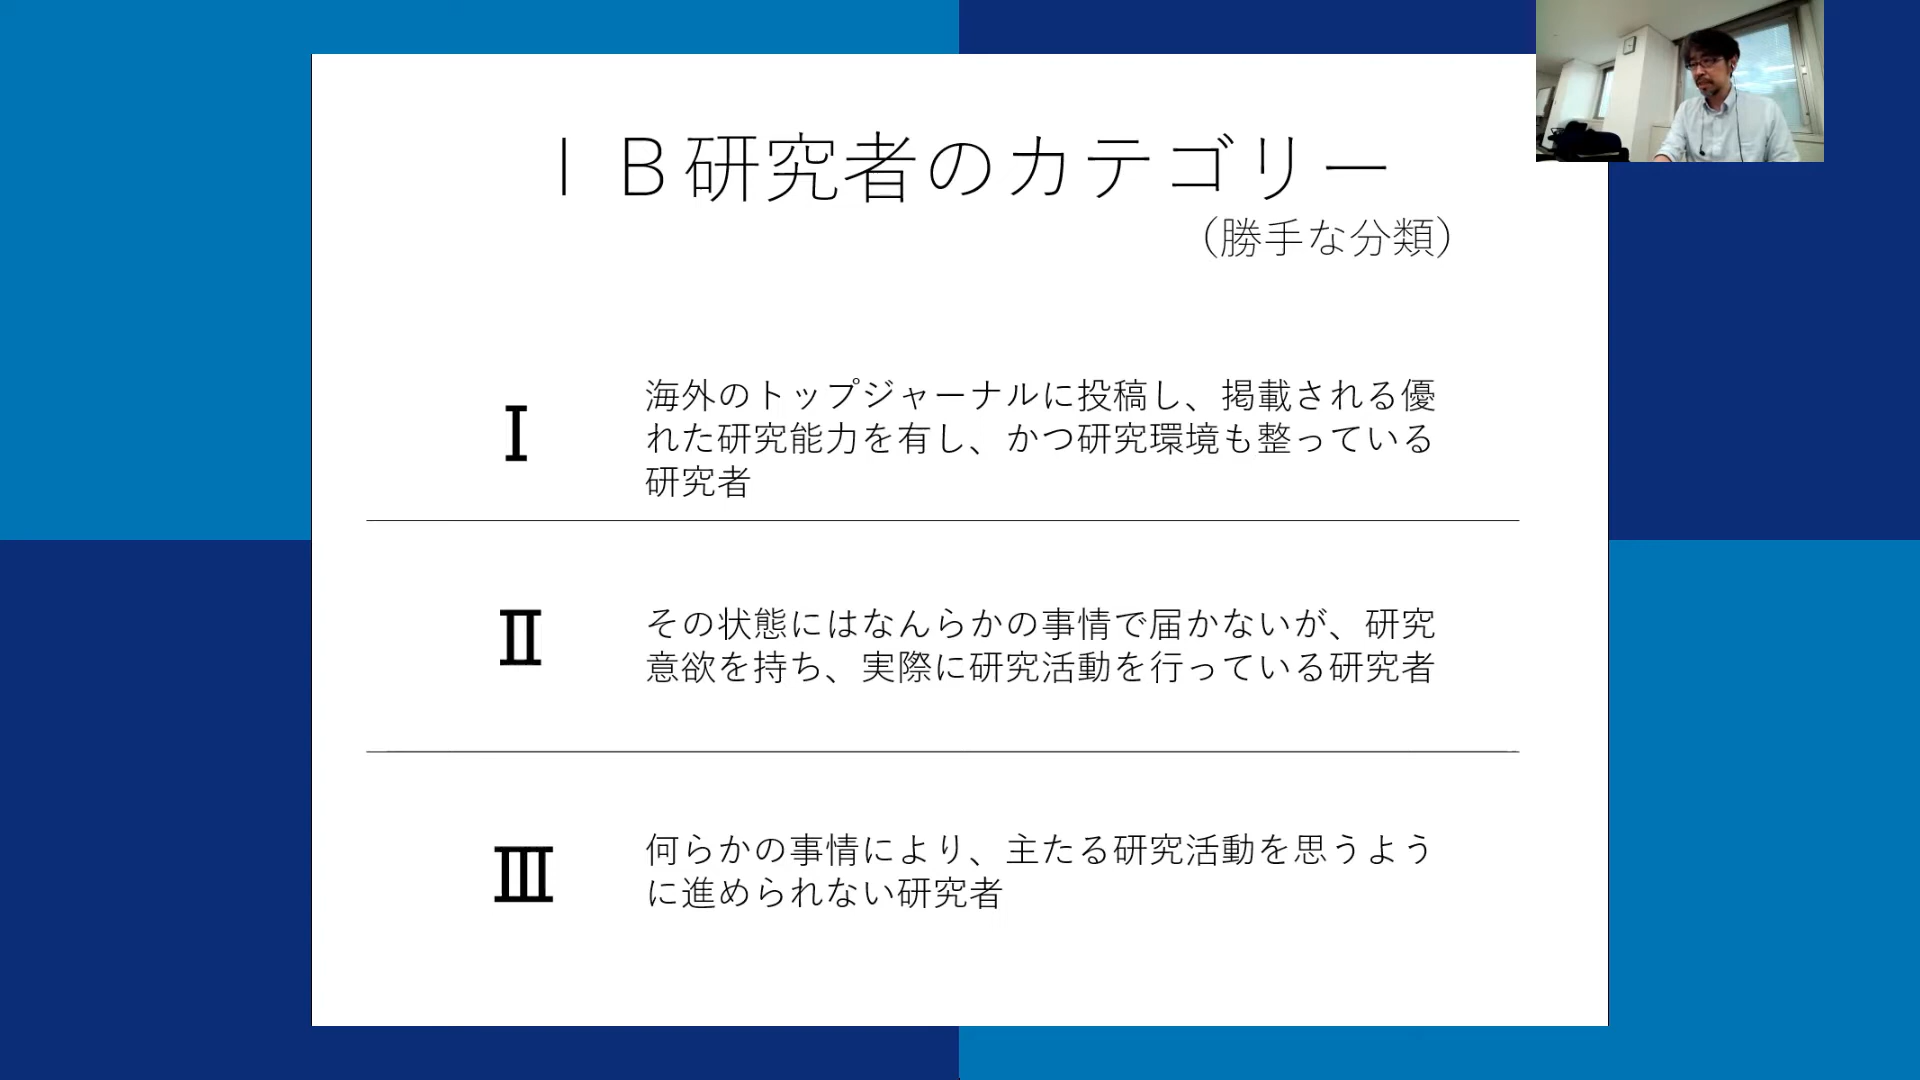 ＩＢ研究者のカテゴリー
（勝手な分類）
Ⅰ
海外のトップジャーナルに投稿し、掲載される優
れた研究能力を有し、かつ研究環境も整っている
研究者
Ⅱ
その状態にはなんらかの事情で届かないが、研究
意欲を持ち、実際に研究活動を行っている研究者
Ⅲ
何らかの事情により、主たる研究活動を思うよう
に進められない研究者